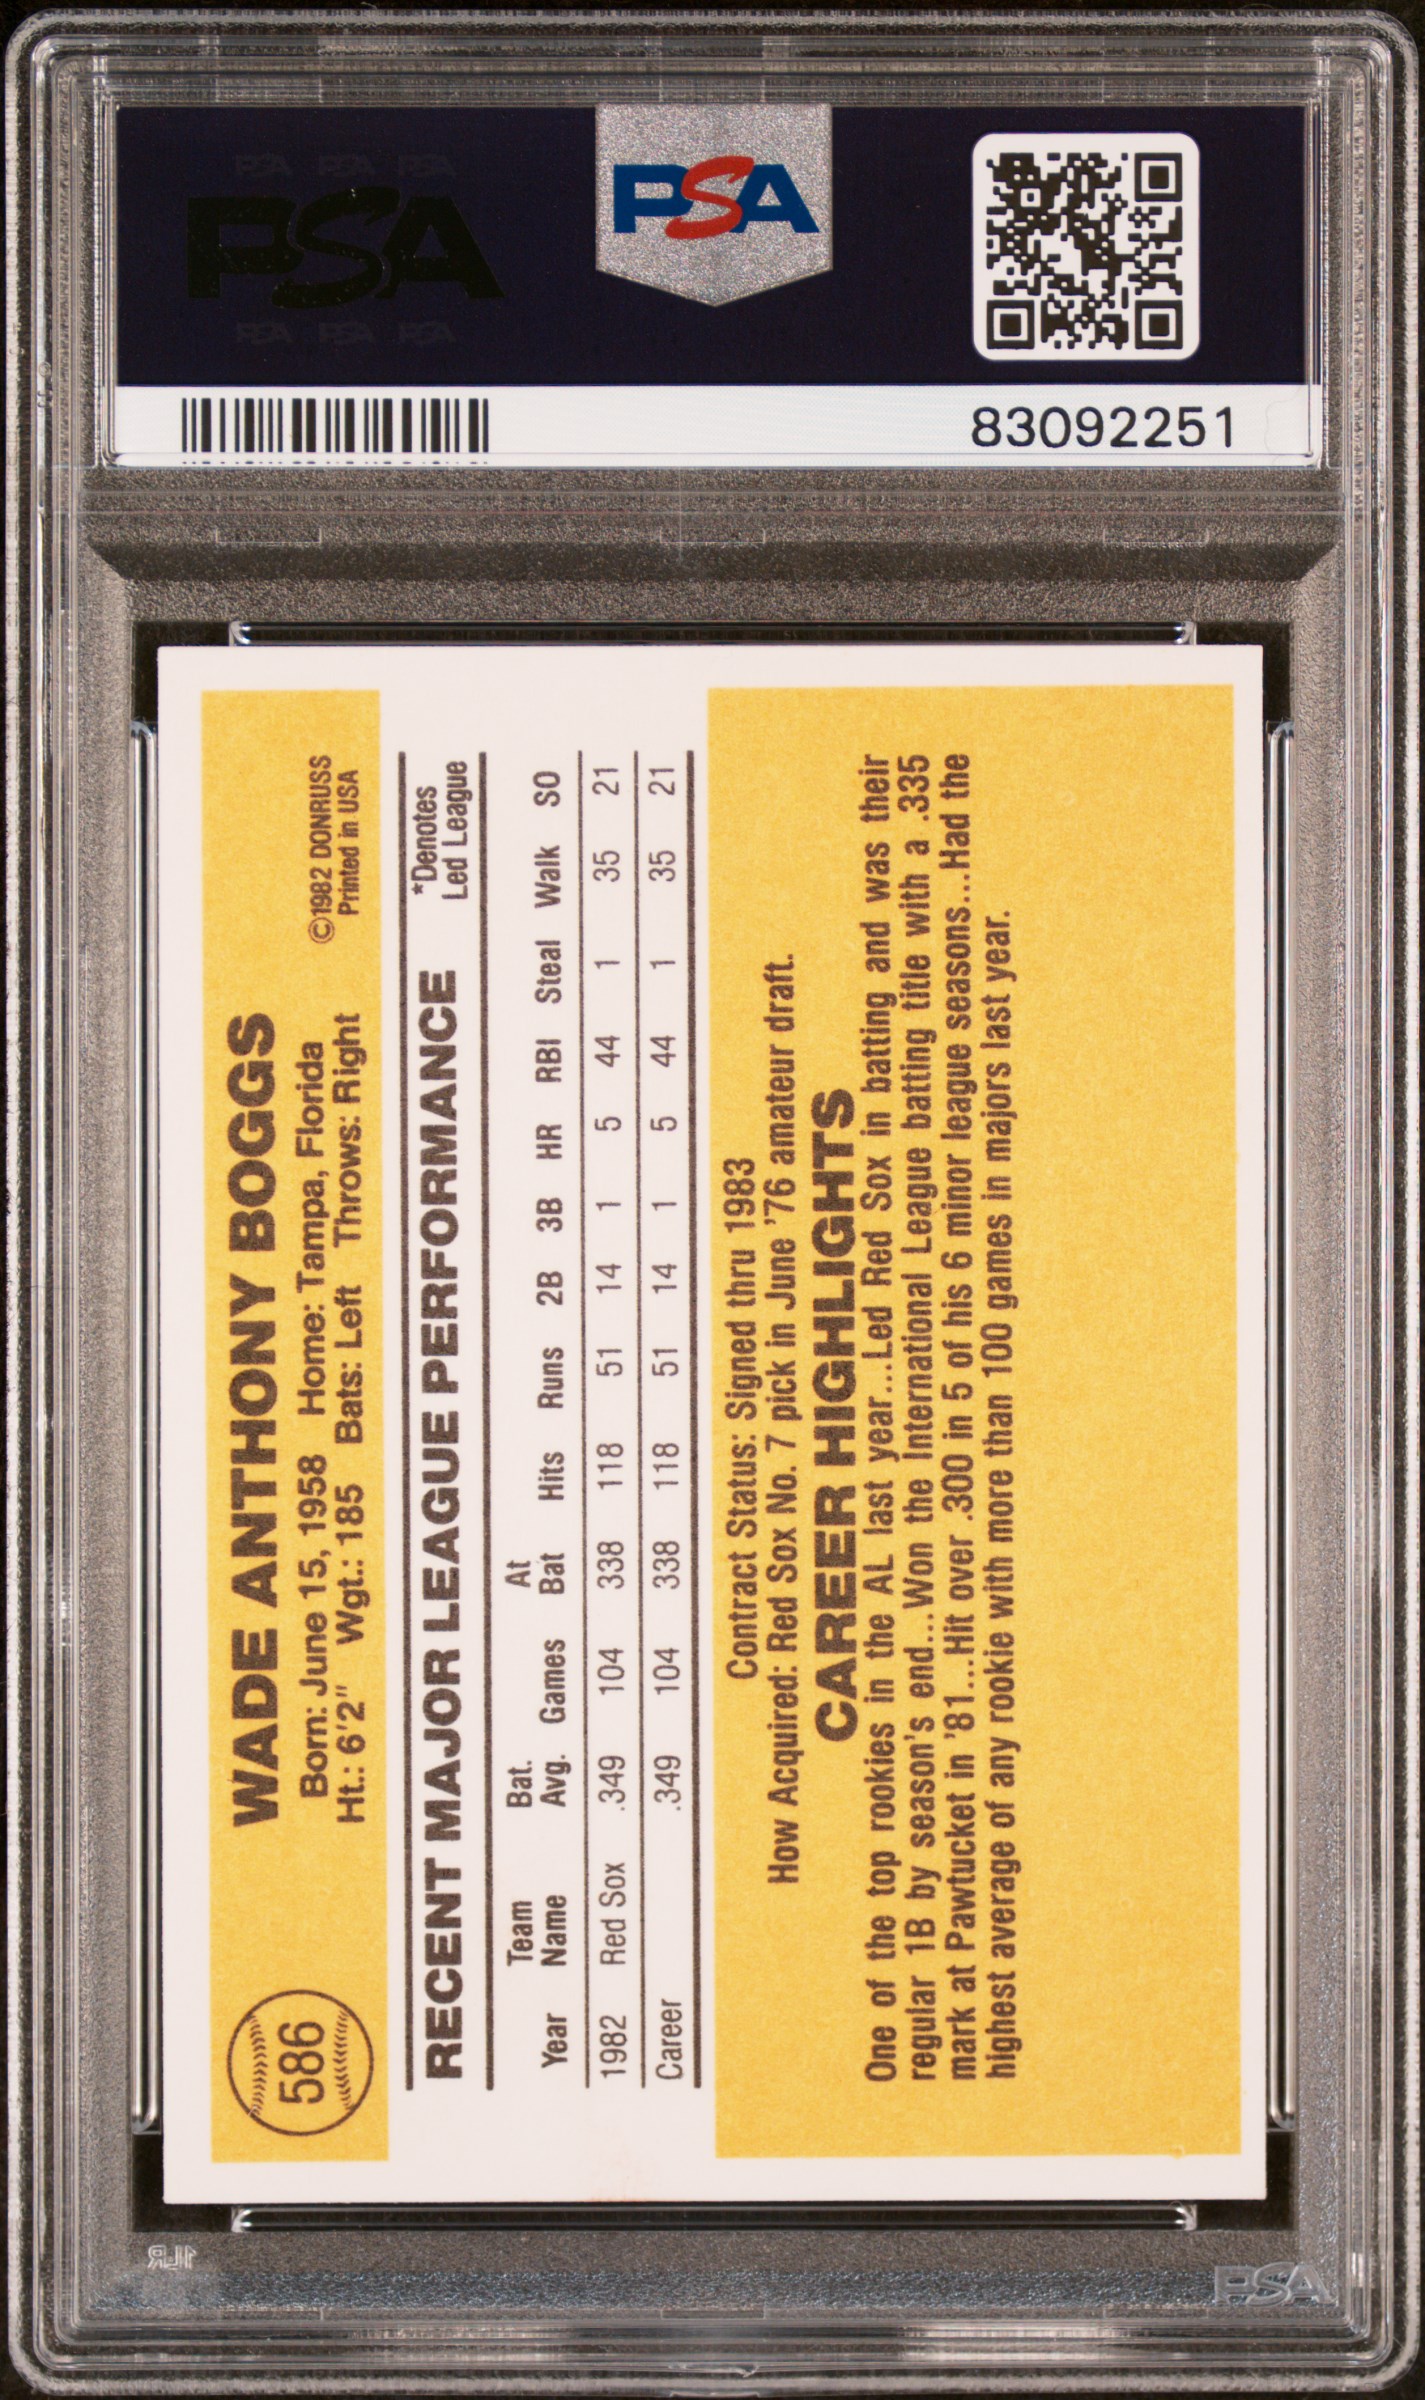 PSA PSA PSA
PSA
PSA PSA PSA
PSA
83092251
586
WADE ANTHONY BOGGS
Born: June 15, 1958 Home: Tampa, Florida
Ht.: 6'2" Wgt.: 185 Bats: Left Throws: Right
©1982 DONRUSS
Printed in USA
RECENT MAJOR LEAGUE PERFORMANCE
*Denotes
Led League
Year Team Name Bat. Avg. Games At Bat Hits Runs 2B 3B HR RBI Steal Walk SO
1982 Red Sox .349 104 338 118 51 14 1 5 44 1 35 21
Career .349 104 338 118 51 14 1 5 44 1 35 21
Contract Status: Signed thru 1983
How Acquired: Red Sox No. 7 pick in June '76 amateur draft.
CAREER HIGHLIGHTS
One of the top rookies in the AL last year...Led Red Sox in batting and was their
regular 1B by season's end...Won the International League batting title with a .335
mark at Pawtucket in '81...Hit over .300 in 5 of his 6 minor league seasons....Had the
highest average of any rookie with more than 100 games in majors last year.
PSA